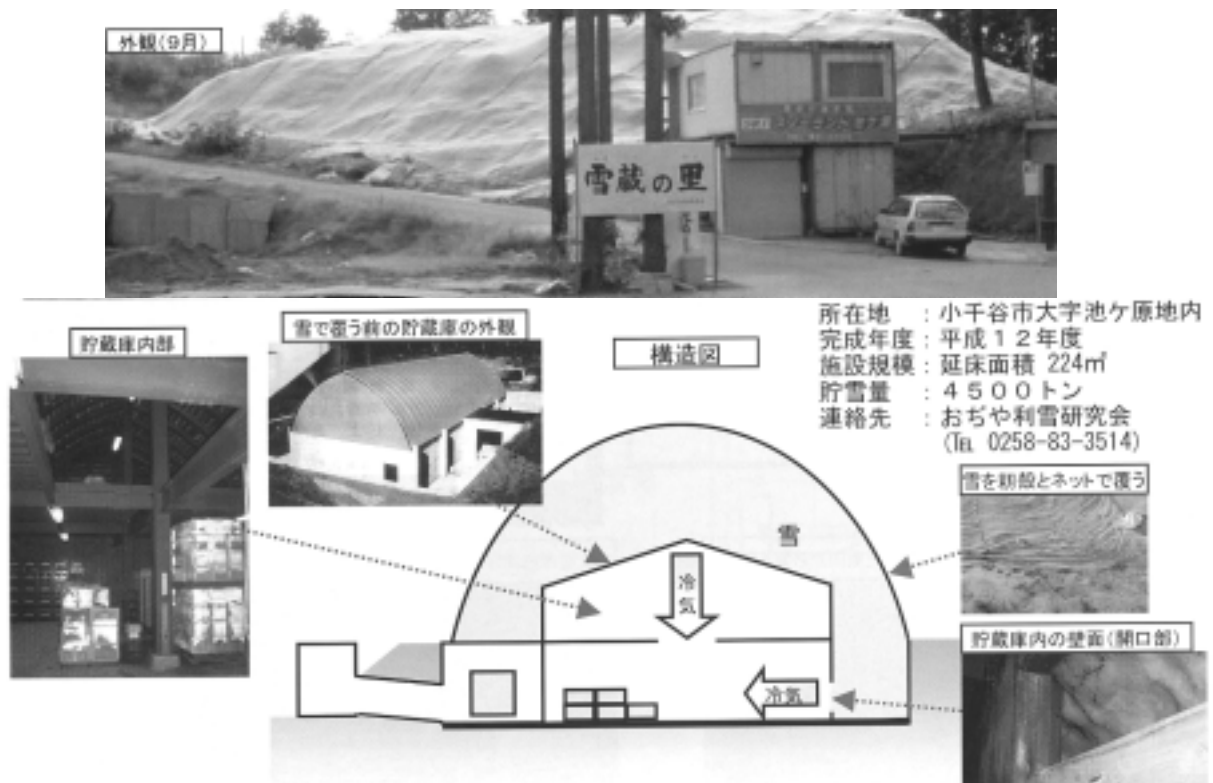 外観(9月)
雪蔵の里
貯蔵庫内部
雪で覆う前の貯蔵庫の外観
構造図
所在地 :小千谷市大字池ケ原地内
完成年度:平成12年度
施設規模:延床面積 224㎡
貯雪量 :4500トン
連絡先 :おぢや利雪研究会
(℡ 0258-83-3514)
雪を籾殻とネットで覆う
雪
冷気
貯蔵庫内の壁面(開口部)
冷気